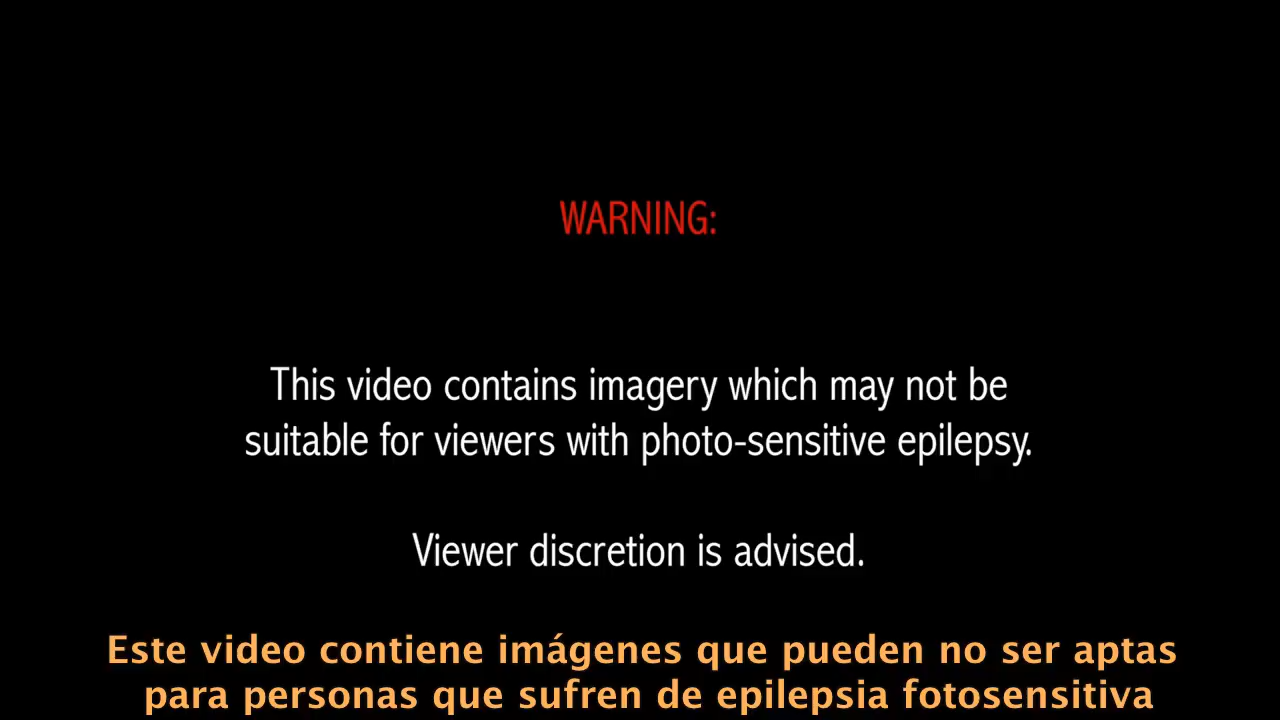 WARNING:
This video contains imagery which may not be
suitable for viewers with photo-sensitive epilepsy.
Viewer discretion is advised.
Este video contiene imágenes que pueden no ser aptas
para personas que sufren de epilepsia fotosensitiva